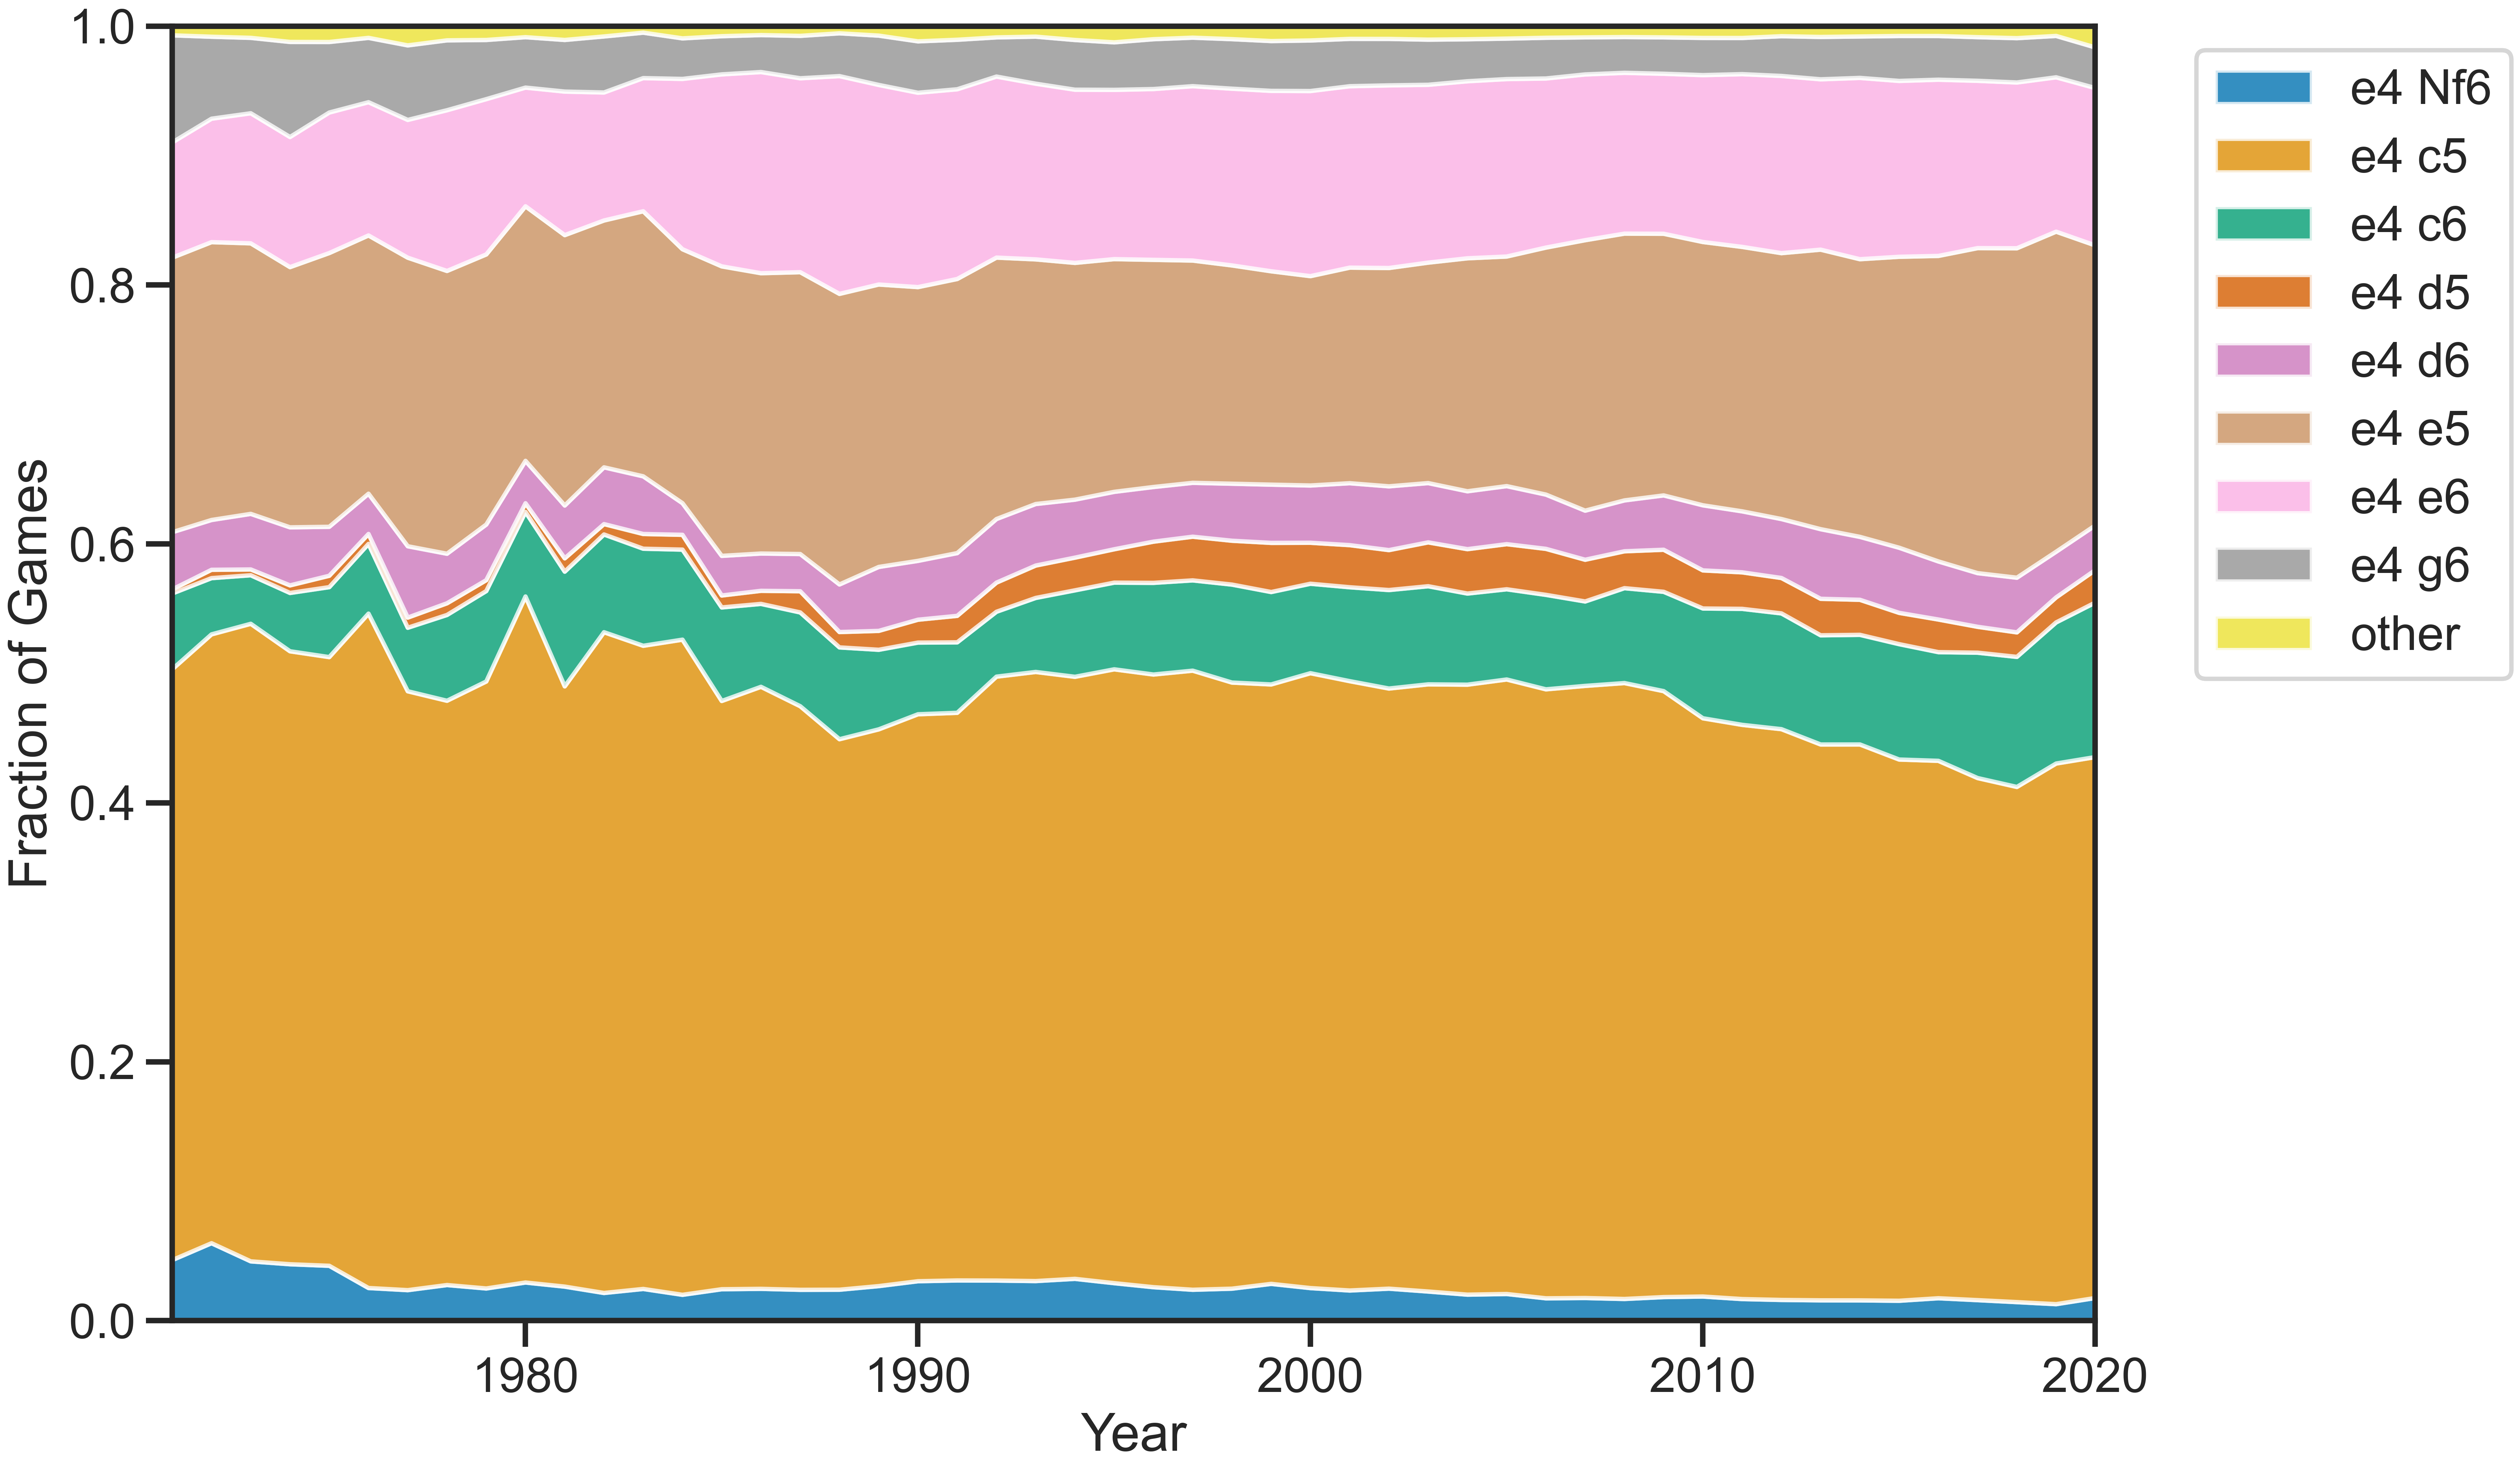 1.0
0.8
0.6
0.4
0.2
0.0
Fraction of Games
1980
1990
2000
2010
2020
Year
e4 Nf6
e4 c5
e4 c6
e4 d5
e4 d6
e4 e5
e4 e6
e4 g6
other